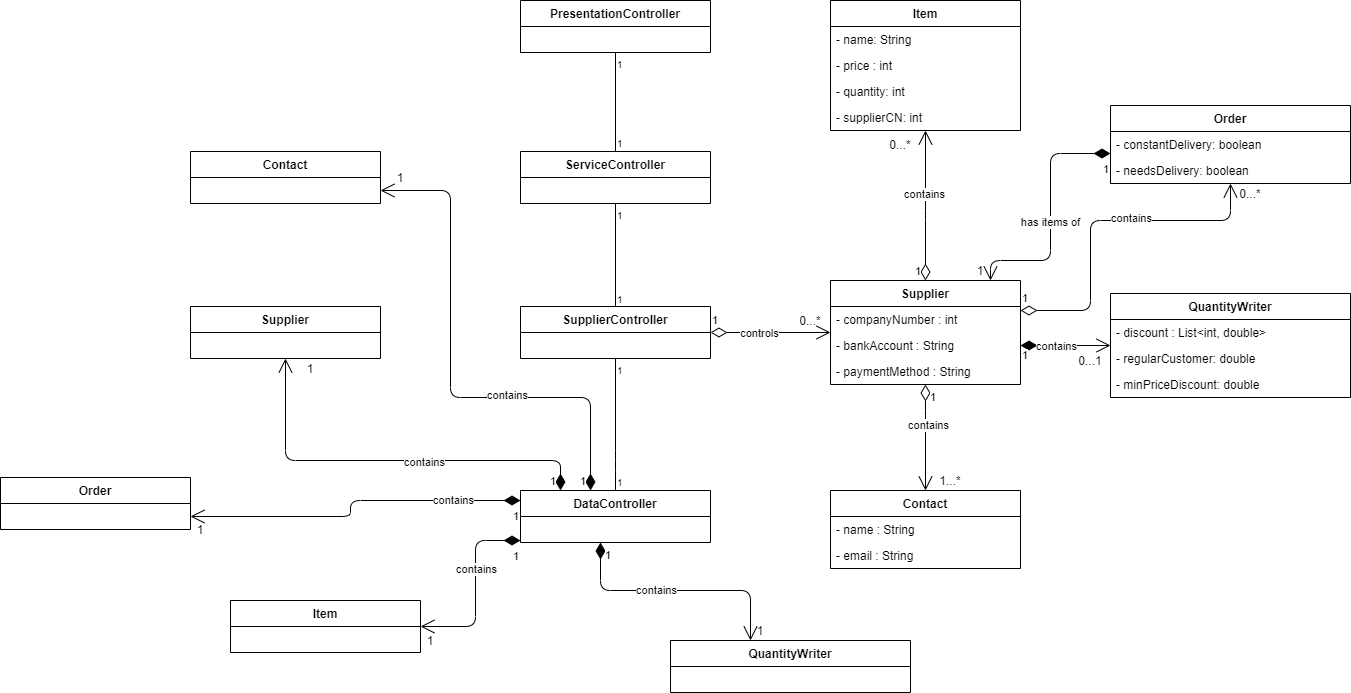 PresentationController
1
1
ServiceController
1
1
SupplierController
1
controls
0...*
1
1
DataController
Contact
1
contains
1
Supplier
1
contains
1
Order
1
contains
1
Item
1
contains
1
1
contains
1
QuantityWriter
Item
- name: String
- price : int
- quantity: int
- supplierCN: int
0...*
contains
1
Order
- constantDelivery: boolean
- needsDelivery: boolean
1
has items of
1
0...*
contains
1
Supplier
- companyNumber : int
- bankAccount : String
- paymentMethod : String
1
contains
0...1
QuantityWriter
- discount : List<int, double>
- regularCustomer: double
- minPriceDiscount: double
1
contains
1...*
Contact
- name : String
- email : String